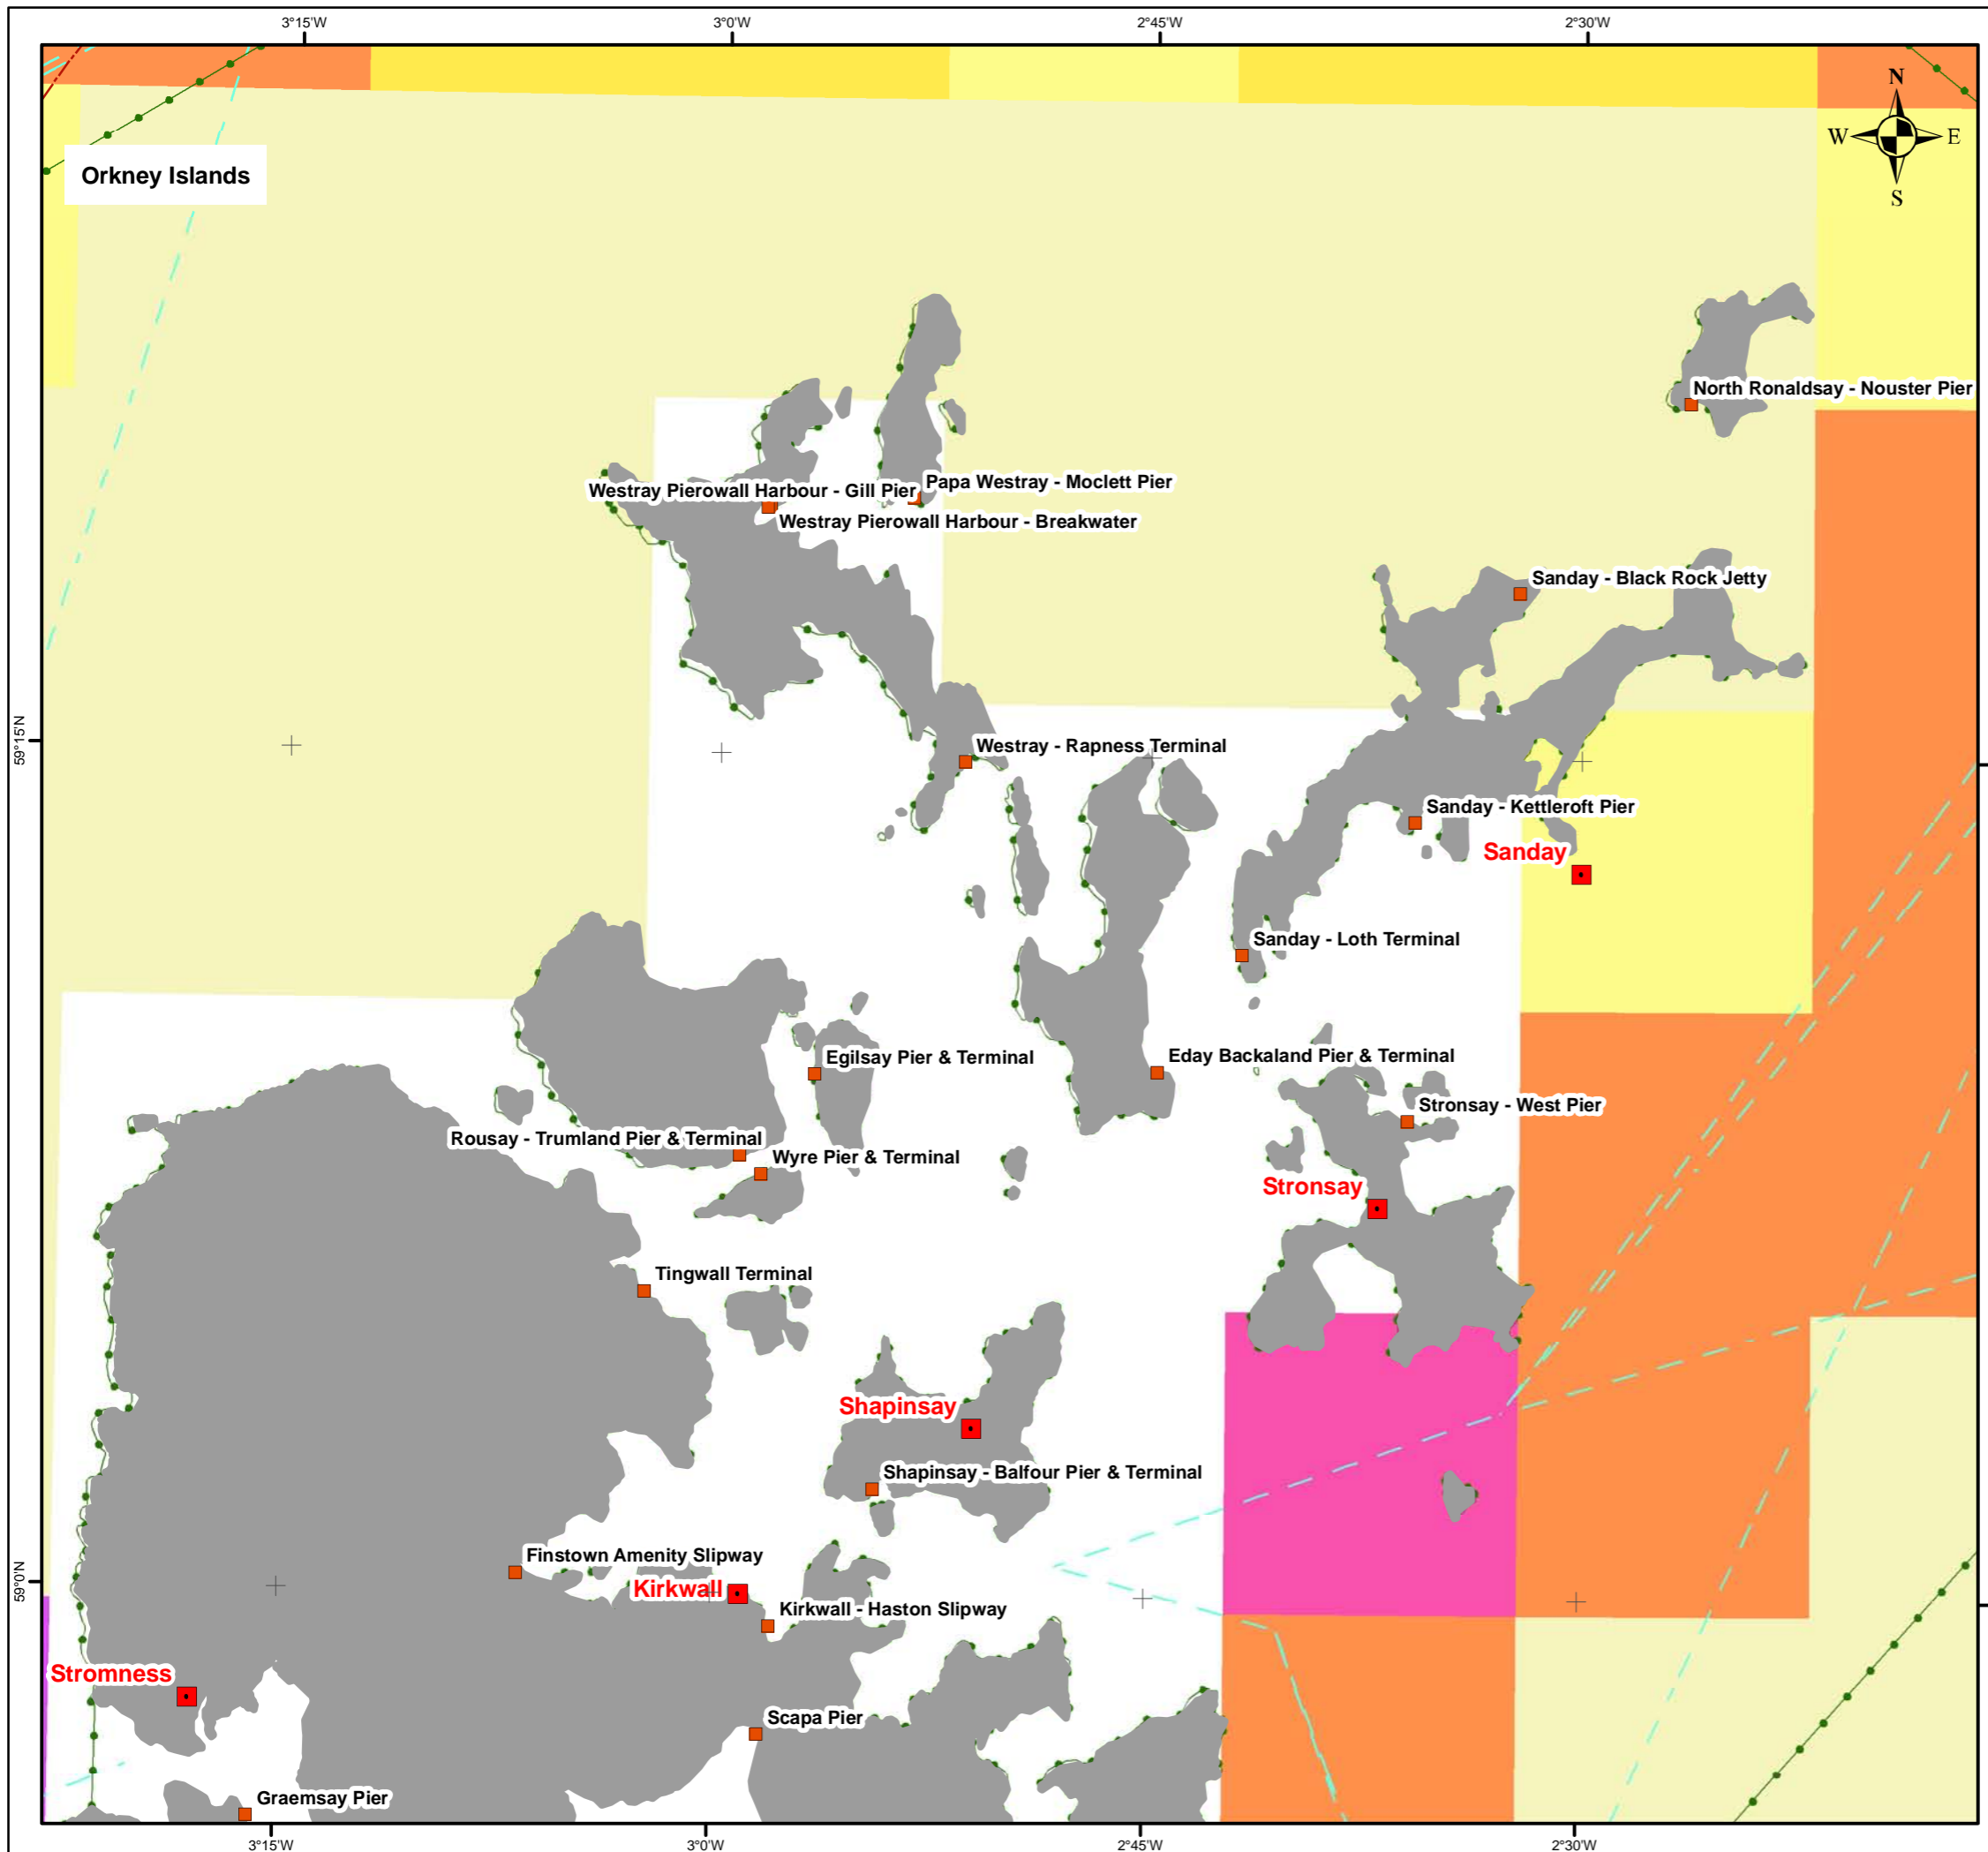 3°15'W
3°0'W
2°45'W
2°30'W
N
W
E
S
Orkney Islands
North Ronaldsay - Nouster Pier
Papa Westray - Moclett Pier
Westray Pierowall Harbour - Gill Pier
Westray Pierowall Harbour - Breakwater
Sanday - Black Rock Jetty
59°15'N
Westray - Rapness Terminal
Sanday - Kettleroft Pier
Sanday
Sanday - Loth Terminal
Egilsay Pier & Terminal
Eday Backaland Pier & Terminal
Stronsay - West Pier
Rousay - Trumland Pier & Terminal
Wyre Pier & Terminal
Stronsay
Tingwall Terminal
Shapinsay
Shapinsay - Balfour Pier & Terminal
Finstown Amenity Slipway
59°0'N
Kirkwall
Kirkwall - Haston Slipway
Stromness
Scapa Pier
Graemsay Pier
3°15'W
3°0'W
2°45'W
2°30'W